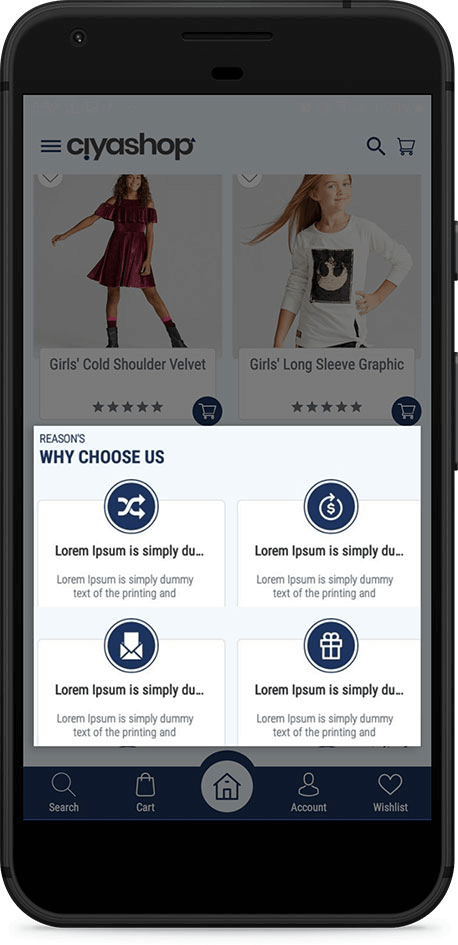 ciyashop
Girls' Cold Shoulder Velvet
Girls' Long Sleeve Graphic
REASON'S
WHY CHOOSE US
Lorem Ipsum is simply du...
Lorem Ipsum is simply dummy
text of the printing and
Lorem Ipsum is simply du...
Lorem Ipsum is simply dummy
text of the printing and
Lorem Ipsum is simply du...
Lorem Ipsum is simply dummy
text of the printing and
Lorem Ipsum is simply du...
Lorem Ipsum is simply dummy
text of the printing and
Search
Cart
Account
Wishlist